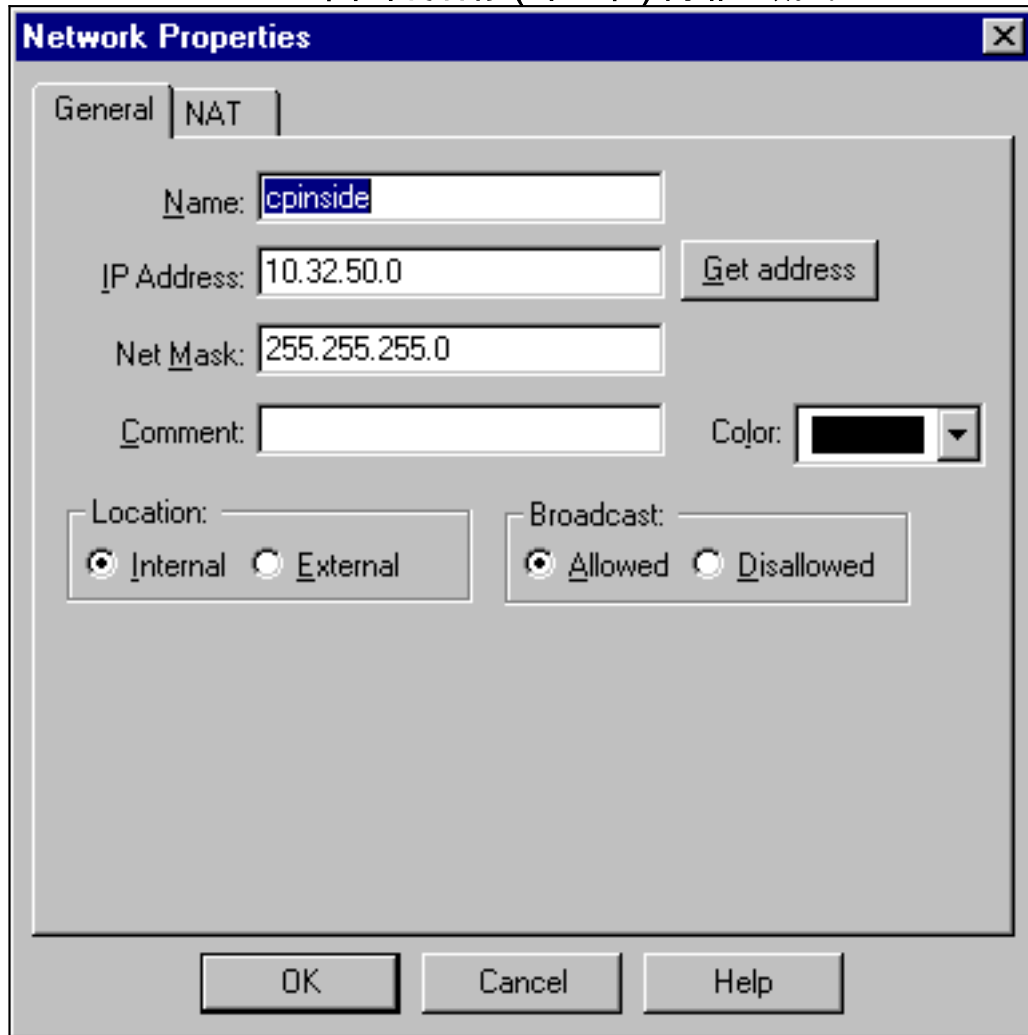 Network Properties
General NAT
Name: cpinside
IP Address: 10.32.50.0 Get address
Net Mask: 255.255.255.0
Comment: Color:
Location: Broadcast:
Internal External Allowed Disallowed
OK Cancel Help